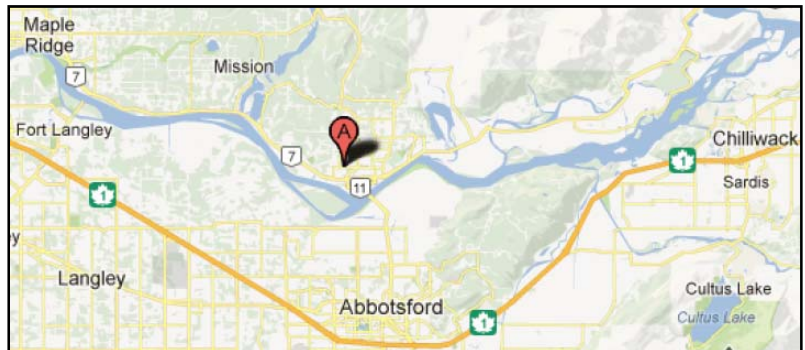 Maple
Ridge
7
Mission
Fort Langley
A
7
Chilliwack
1
11
Sardis
1
Langley
Cultus Lake
Abbotsford
Cultus Lake
1